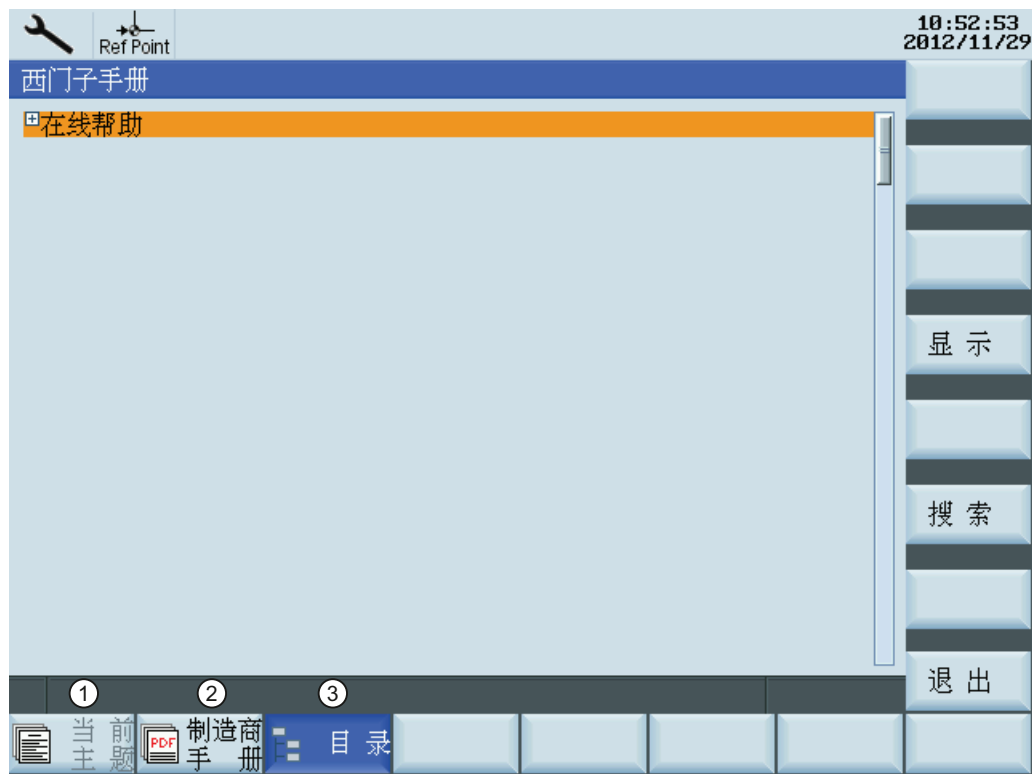 10:52:53
Ref Point
2012/11/29
西门子手册
在线帮助
显示
搜索
退出
① ② ③
当前
主题
PDF
制造商
手册
目录